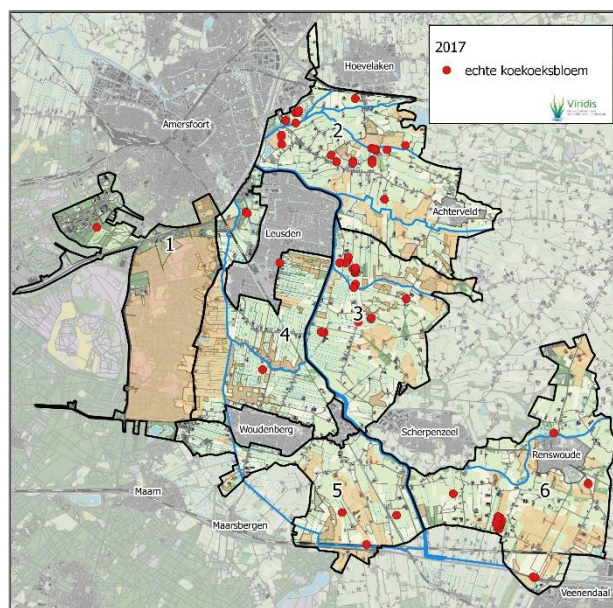 2017
echte koekoeksbloem
Viridis
Hoevelaken
Amersfoort
2
Achterveld
1
Leusden
3
4
Woudenberg
Scherpenzeel
Renswoude
Maarn
5
6
Maarsbergen
Veenendaal